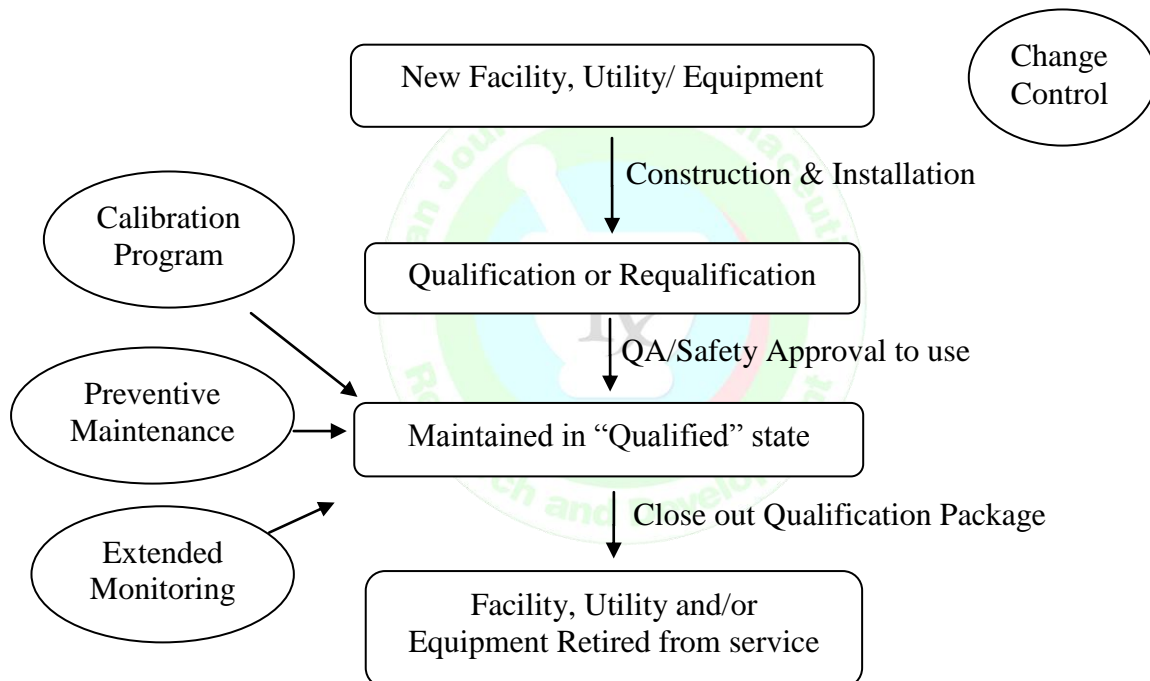 New Facility, Utility/ Equipment
Change
Control
Construction & Installation
Calibration
Program
Qualification or Requalification
QA/Safety Approval to use
Preventive
Maintenance
Maintained in “Qualified” state
Close out Qualification Package
Extended
Monitoring
Facility, Utility and/or
Equipment Retired from service